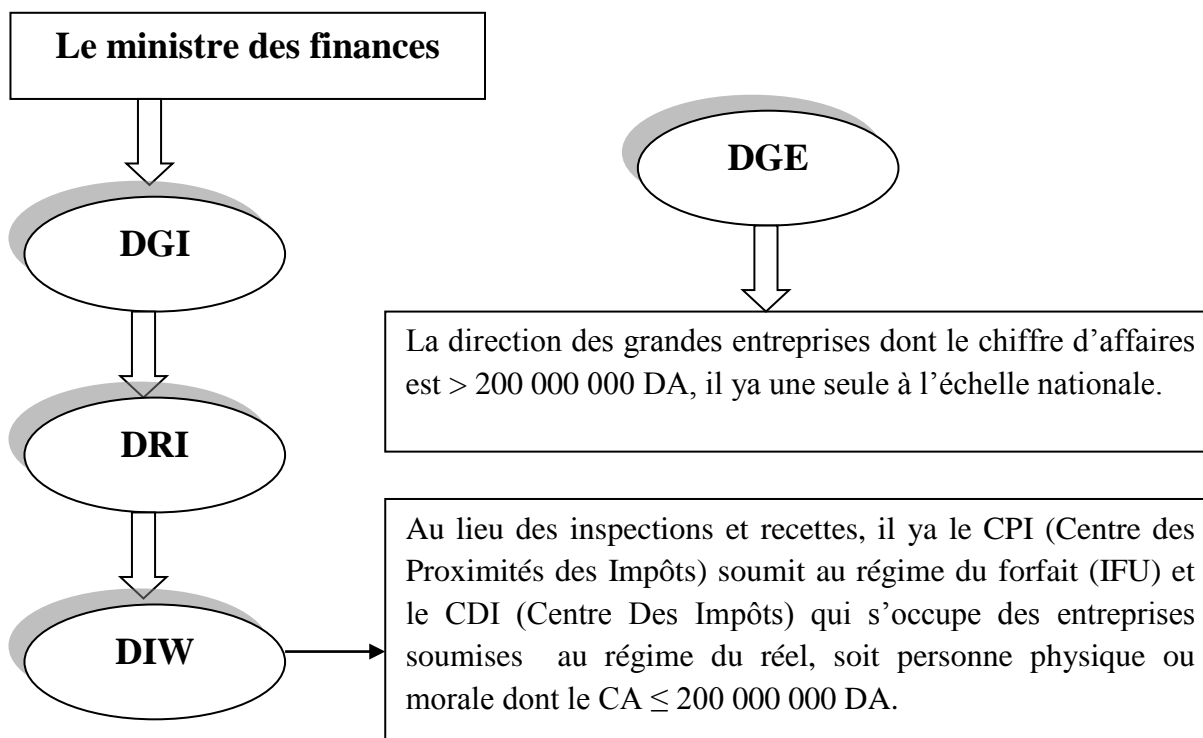 Le ministre des finances
DGE
DGI
La direction des grandes entreprises dont le chiffre d’affaires
est > 200 000 000 DA, il ya une seule à l’échelle nationale.
DRI
Au lieu des inspections et recettes, il ya le CPI (Centre des
Proximités des Impôts) soumit au régime du forfait (IFU) et
le CDI (Centre Des Impôts) qui s’occupe des entreprises
soumises au régime du réel, soit personne physique ou
morale dont le CA ≤ 200 000 000 DA.
DIW